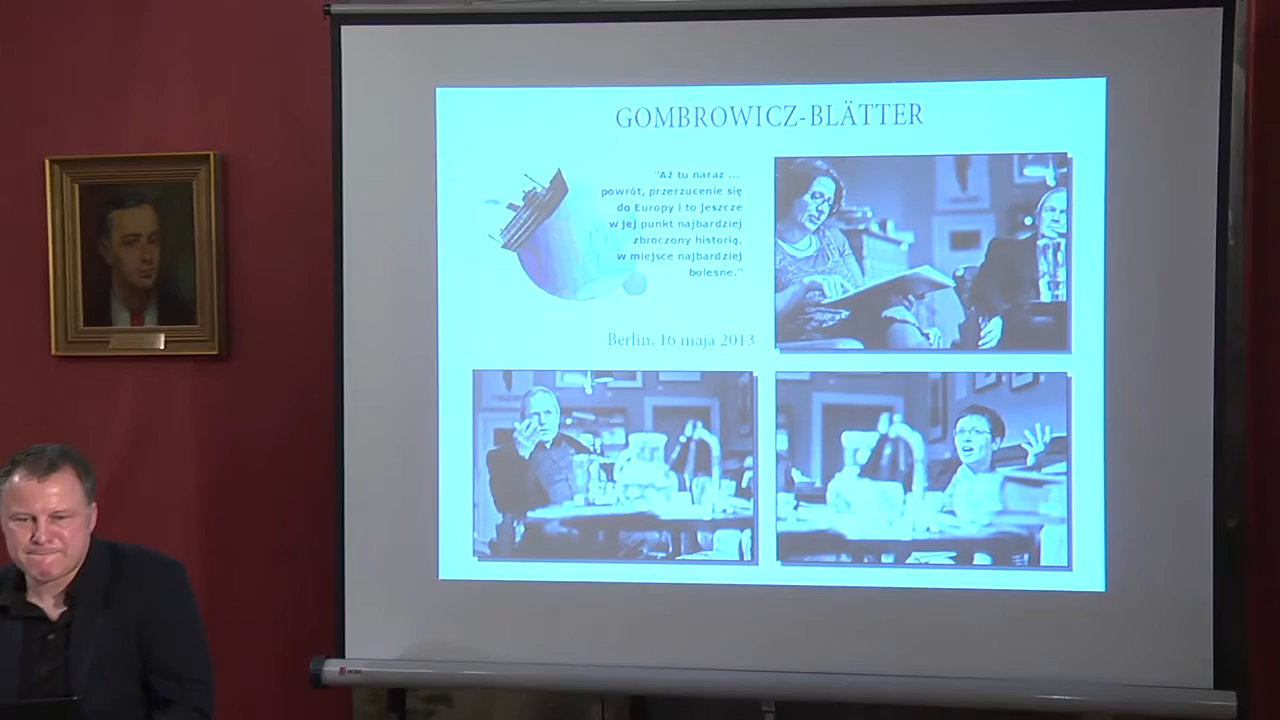 GOMBROWICZ-BLÄTTER
"Aż tu naraz ...
powrót, przerzucenie się
do Europy i to jeszcze
w jej punkt najbardziej
zbroczony historią,
w miejsce najbardziej
bolesne."
Berlin, 16 maja 2013